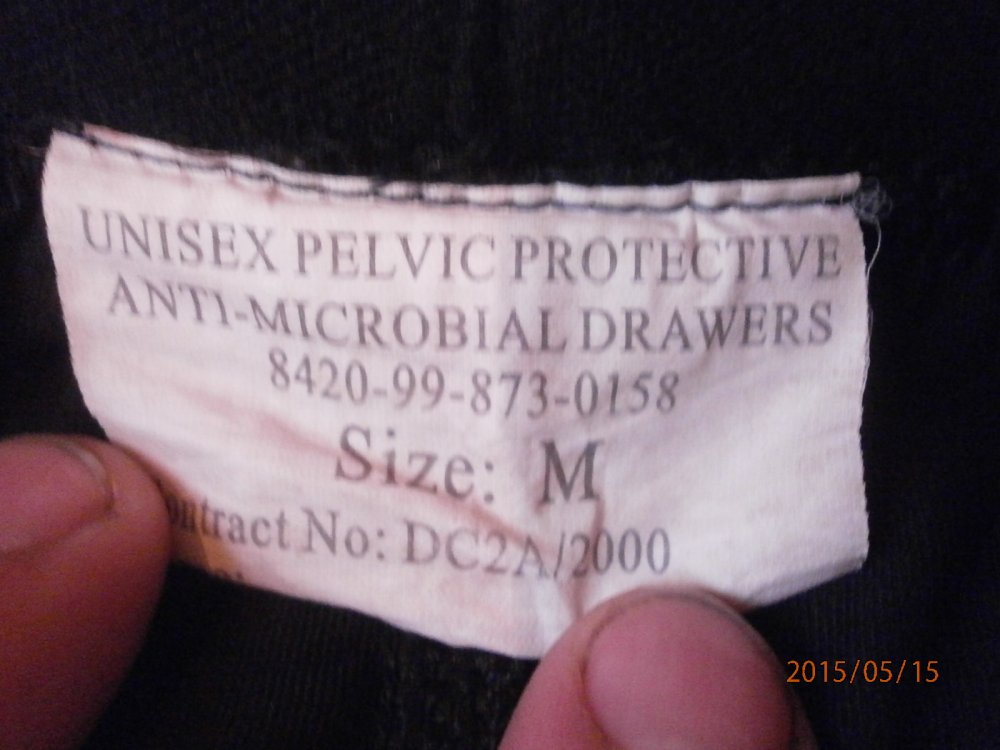 UNISEX PELVIC PROTECTIVE
ANTI-MICROBIAL DRAWERS
8420-99-873-0158
Size: M
ontract No: DC2A/2000
2015/05/15